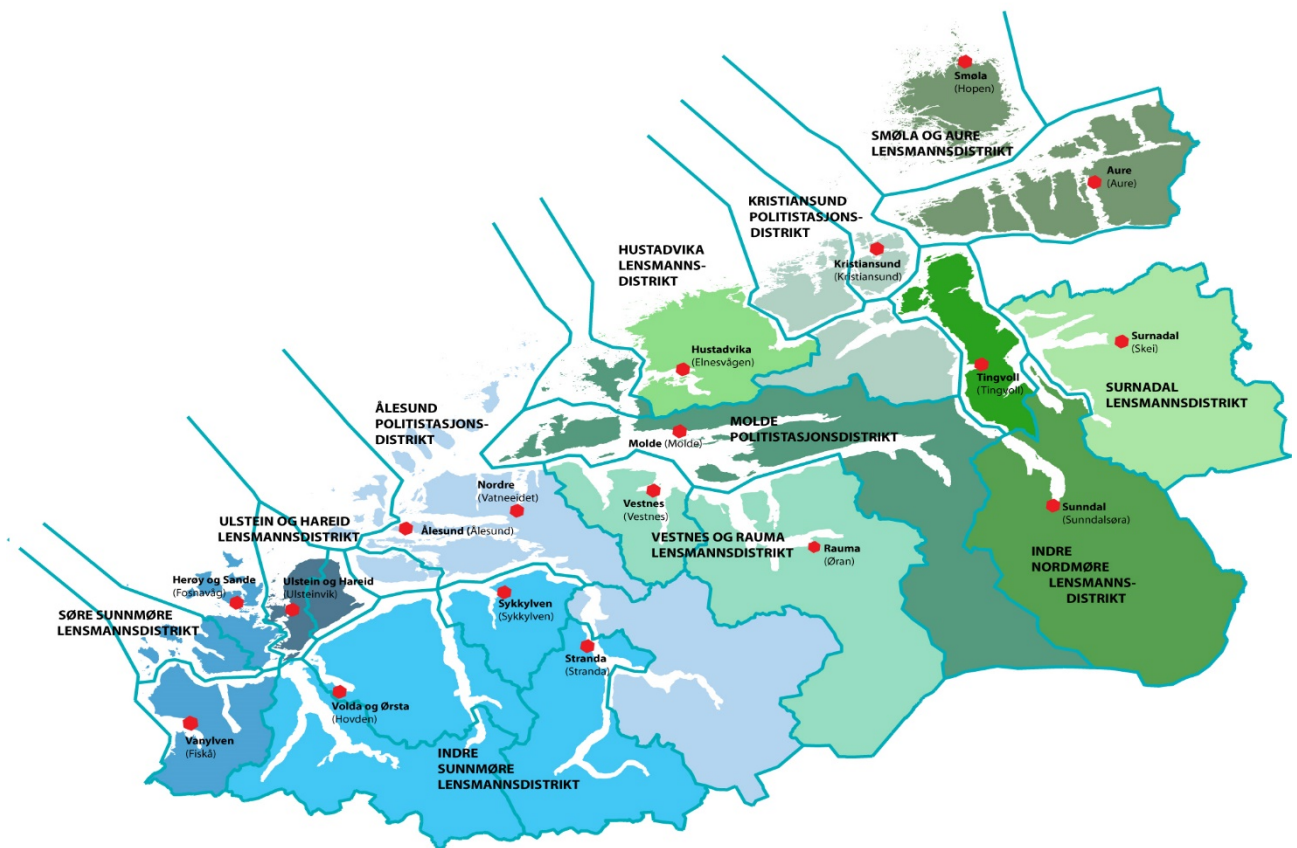 Smøla
(Hopen)
SMØLA OG AURE
LENSMANNSDISTRIKT
Aure
(Aure)
KRISTIANSUND
POLITISTASJONS-
DISTRIKT
Kristiansund
(Kristiansund)
HUSTADVIKA
LENSMANNS-
DISTRIKT
Hustadvika
(Elnesvågen)
Surnadal
(Skei)
Tingvoll
(Tingvoll)
SURNADAL
LENSMANNSDISTRIKT
ÅLESUND
POLITISTASJONS-
DISTRIKT
MOLDE
POLITISTASJONSDISTRIKT
Molde (Molde)
Nordre
(Vatneeidet)
Vestnes
(Vestnes)
Sunndal
(Sunndalsøra)
ULSTEIN OG HAREID
LENSMANNSDISTRIKT
Ålesund (Ålesund)
VESTNES OG RAUMA
LENSMANNSDISTRIKT
Rauma
(Øran)
INDRE
NORDMØRE
LENSMANNS-
DISTRIKT
Herøy og Sande
(Fosnavåg)
Ulstein og Hareid
(Ulsteinvik)
Sykkylven
(Sykkylven)
SØRE SUNNMØRE
LENSMANNSDISTRIKT
Stranda
(Stranda)
Volda og Ørsta
(Hovden)
Vanylven
(Fiskå)
INDRE
SUNNMØRE
LENSMANNSDISTRIKT